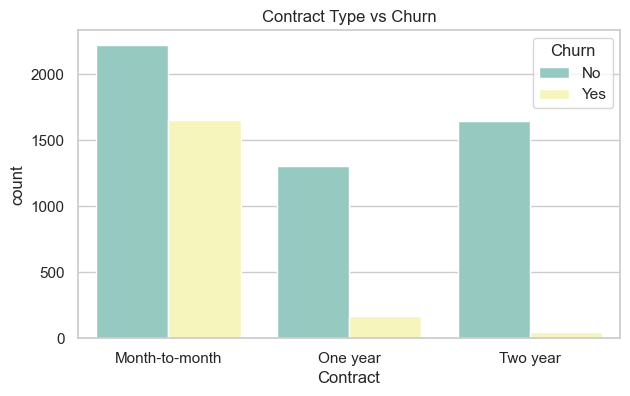 Contract Type vs Churn
Churn
No
Yes
2000
1500
1000
500
0
count
Month-to-month
One year
Two year
Contract